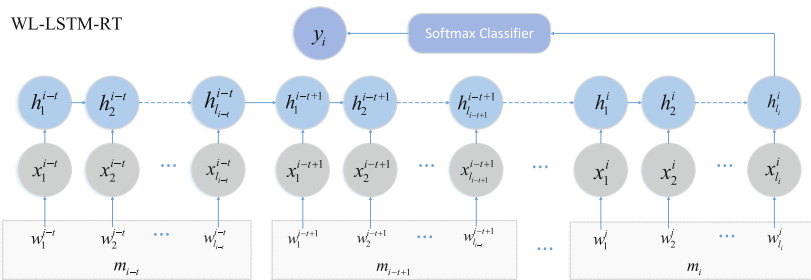 WL-LSTM-RT
y_i Softmax Classifier
h_1^{i-t} h_2^{i-t} h_{l_{i-t}}^{i-t} h_1^{i-t+1} h_2^{i-t+1} h_{l_{i-t+1}}^{i-t+1} h_1^i h_2^i h_{l_i}^i
x_1^{i-t} x_2^{i-t} ... x_{l_{i-t}}^{i-t} x_1^{i-t+1} x_2^{i-t+1} ... x_{l_{i-t+1}}^{i-t+1} ... x_1^i x_2^i ... x_{l_i}^i
w_1^{i-t} w_2^{i-t} ... w_{l_{i-t}}^{i-t} w_1^{i-t+1} w_2^{i-t+1} ... w_{l_{i-t}}^{i-t+1} ... w_1^i w_2^i ... w_{l_i}^i
m_{i-t} m_{i-t+1} m_i